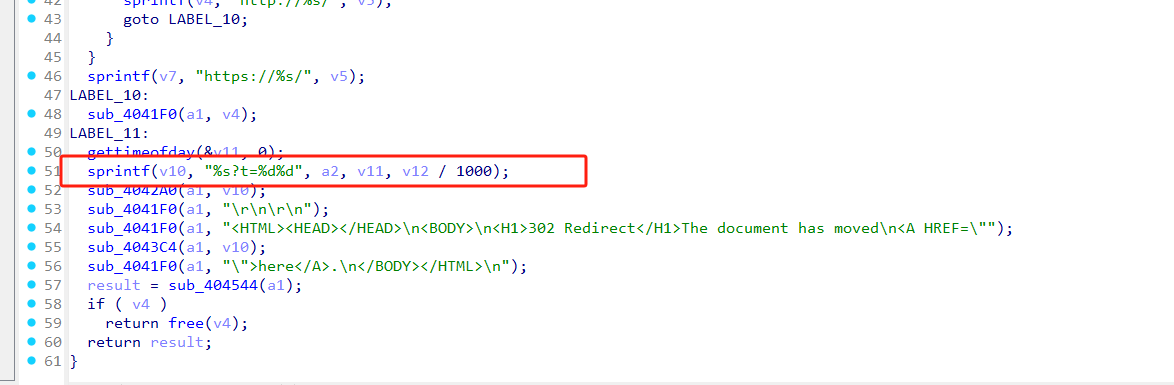 42 sprintf(v4, "http://%s/", v5);
43 goto LABEL_10;
44 }
45 }
46 sprintf(v7, "https://%s/", v5);
47 LABEL_10:
48 sub_4041F0(a1, v4);
49 LABEL_11:
50 gettimeofday(&v11, 0);
51 sprintf(v10, "%s?t=%d%d", a2, v11, v12 / 1000);
52 sub_4042A0(a1, v10);
53 sub_4041F0(a1, "\r\n\r\n");
54 sub_4041F0(a1, "<HTML><HEAD></HEAD>\n<BODY>\n<H1>302 Redirect</H1>The document has moved\n<A HREF=\"");
55 sub_4043C4(a1, v10);
56 sub_4041F0(a1, "\">here</A>.\n</BODY></HTML>\n");
57 result = sub_404544(a1);
58 if ( v4 )
59 return free(v4);
60 return result;
61 }